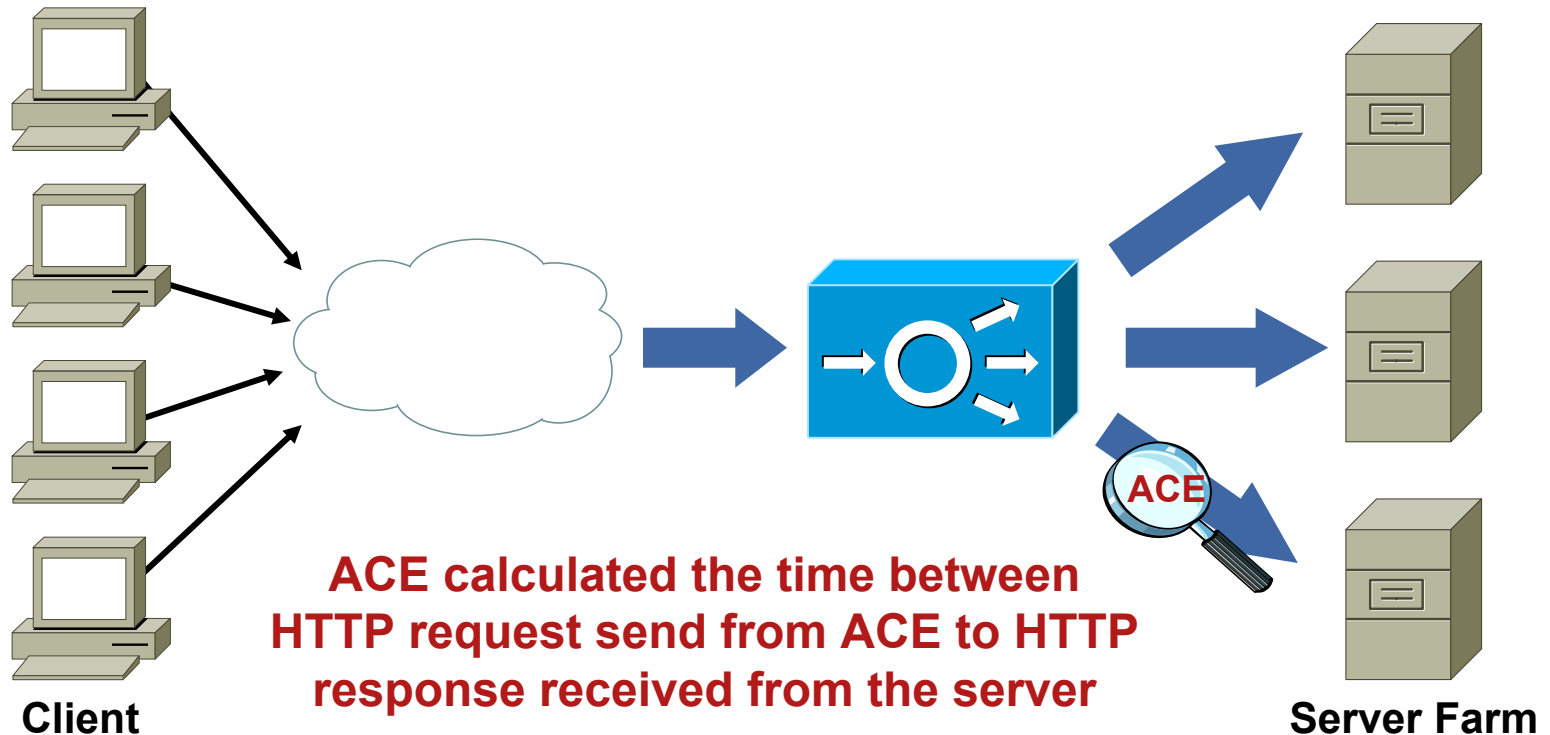 ACE
ACE calculated the time between
HTTP request send from ACE to HTTP
response received from the server
Client
Server Farm